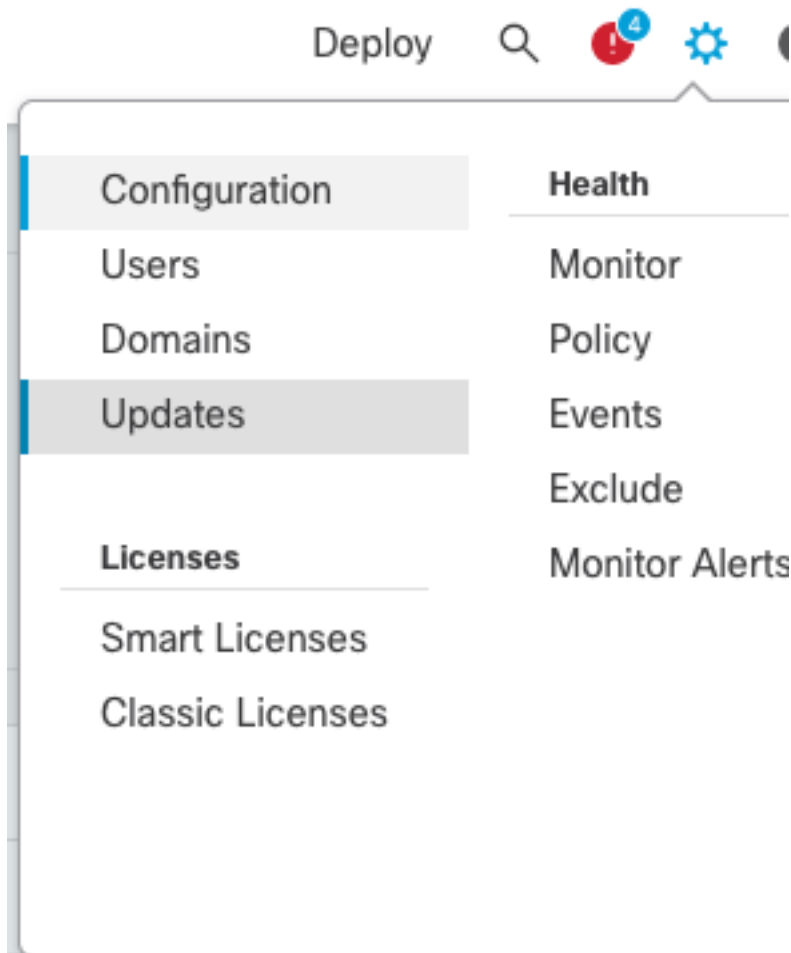 Deploy
4
Configuration
Users
Domains
Updates
Licenses
Smart Licenses
Classic Licenses
Health
Monitor
Policy
Events
Exclude
Monitor Alerts